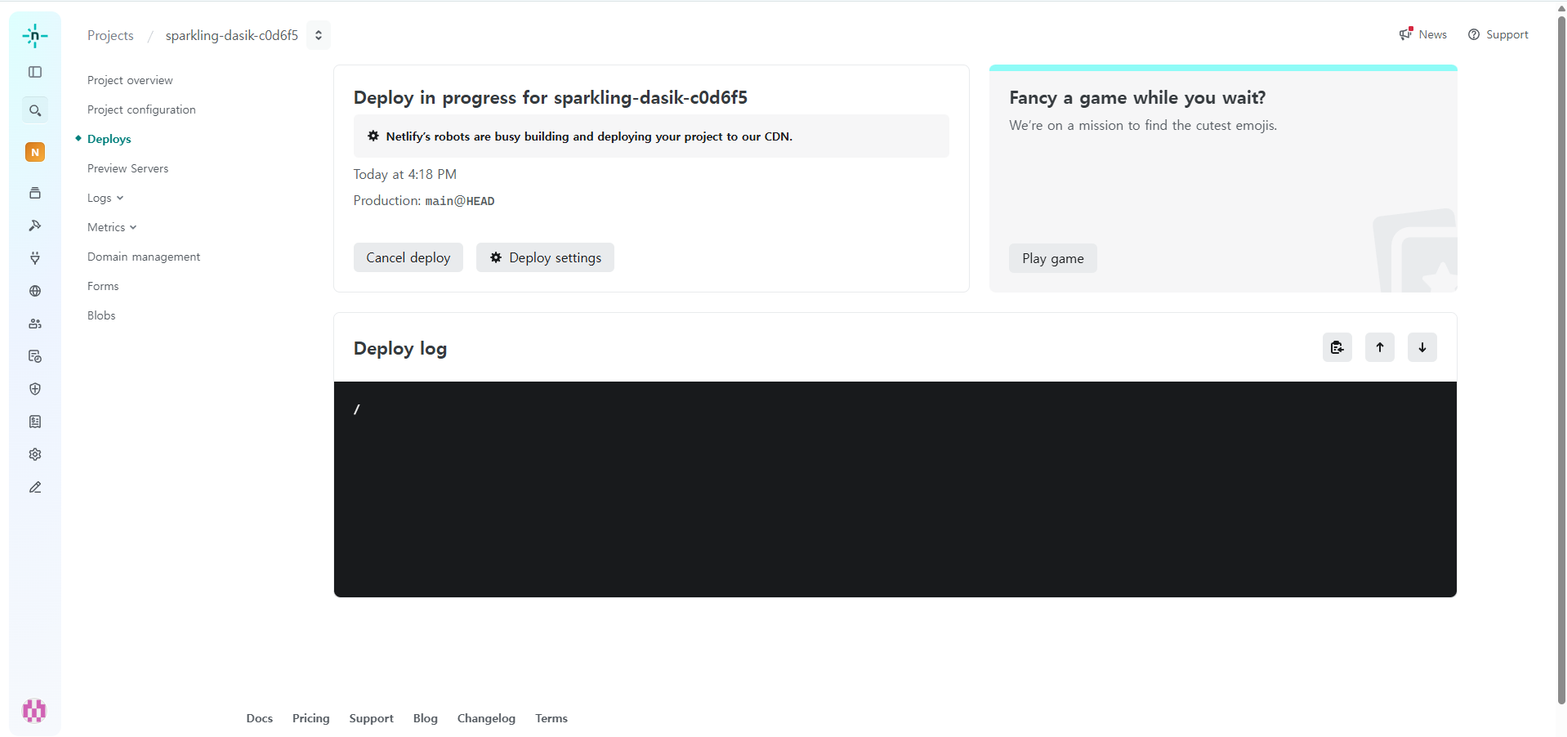 n
Projects / sparkling-dasik-c0d6f5
News
Support
N
Project overview
Project configuration
Deploys
Preview Servers
Logs
Metrics
Domain management
Forms
Blobs
Deploy in progress for sparkling-dasik-c0d6f5
Netlify's robots are busy building and deploying your project to our CDN.
Today at 4:18 PM
Production: main@HEAD
Cancel deploy
Deploy settings
Fancy a game while you wait?
We're on a mission to find the cutest emojis.
Play game
Deploy log
/
Docs Pricing Support Blog Changelog Terms